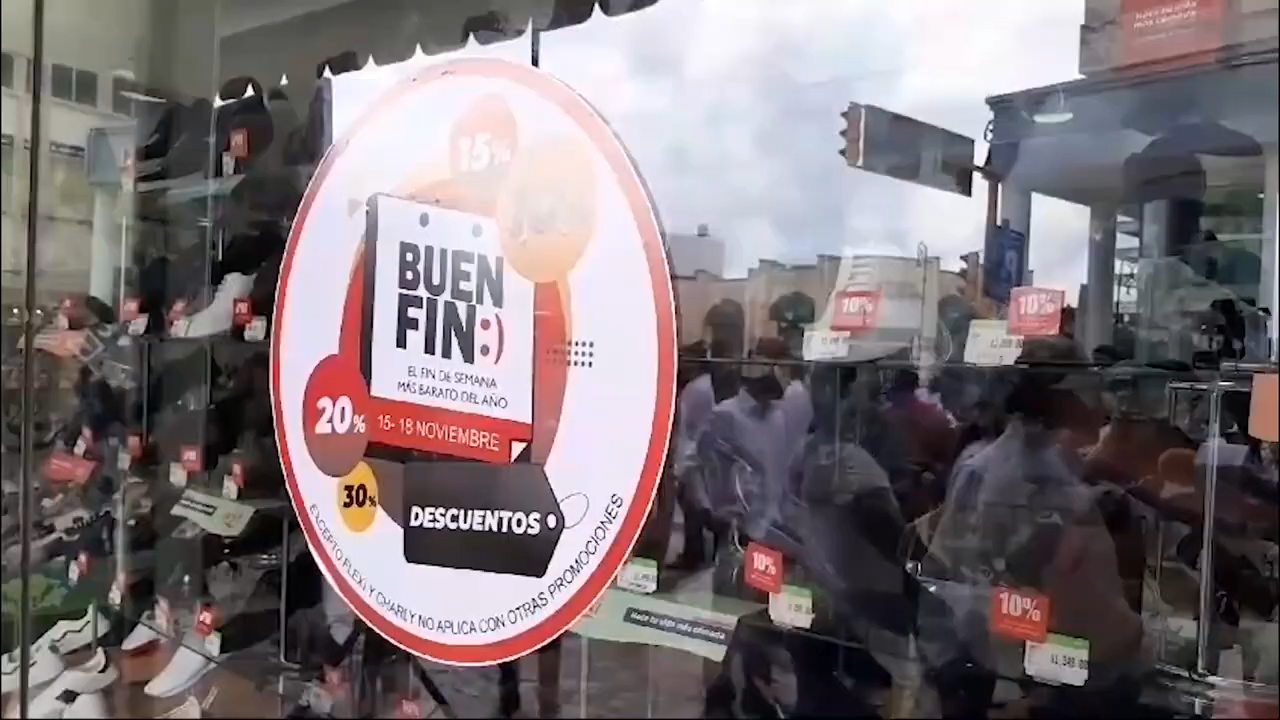 15%
BUEN
FIN:)
EL FIN DE SEMANA
MÁS BARATO DEL AÑO
20%
15- 18 NOVIEMBRE
30%
DESCUENTOS
EXCEPTO FLEXI Y CHARLY NO APLICA CON OTRAS PROMOCIONES
10%
10%
10%
10%